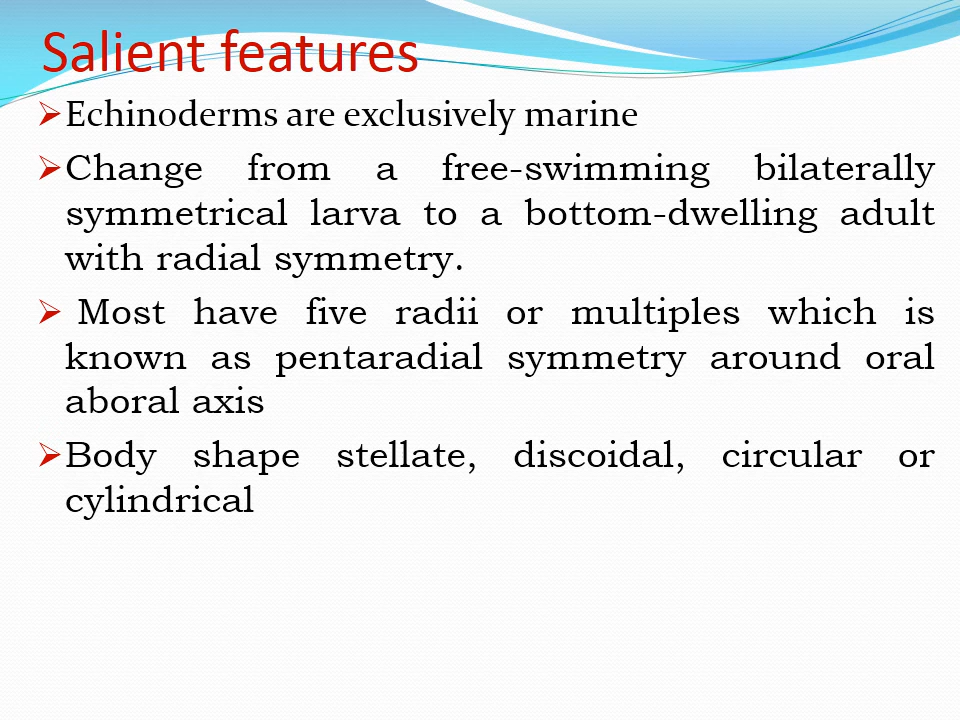 Salient features
➢Echinoderms are exclusively marine
➢Change from a free-swimming bilaterally
symmetrical larva to a bottom-dwelling adult
with radial symmetry.
➢ Most have five radii or multiples which is
known as pentaradial symmetry around oral
aboral axis
➢Body shape stellate, discoidal, circular or
cylindrical